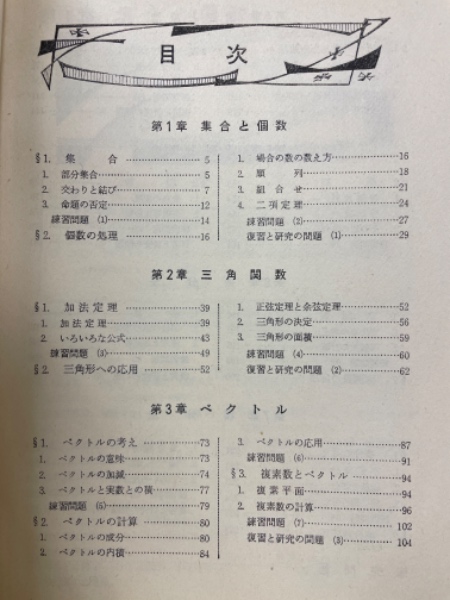 目次
第1章 集合と個数
§1. 集合 ………… 5
1. 部分集合 ………… 5
2. 交わりと結び ………… 7
3. 命題の否定 ………… 12
練習問題 (1) ………… 14
§2. 個数の処理 ………… 16
1. 場合の数の数え方 ………… 16
2. 順列 ………… 18
3. 組合せ ………… 21
4. 二項定理 ………… 24
練習問題 (2) ………… 27
復習と研究の問題 (1) ………… 29
第2章 三角関数
§1. 加法定理 ………… 39
1. 加法定理 ………… 39
2. いろいろな公式 ………… 43
練習問題 (3) ………… 49
§2. 三角形への応用 ………… 52
1. 正弦定理と余弦定理 ………… 52
2. 三角形の決定 ………… 56
3. 三角形の面積 ………… 59
練習問題 (4) ………… 60
復習と研究の問題 (2) ………… 62
第3章 ベクトル
§1. ベクトルの考え ………… 73
1. ベクトルの意味 ………… 73
2. ベクトルの加減 ………… 74
3. ベクトルと実数との積 ………… 77
練習問題 (5) ………… 79
§2. ベクトルの計算 ………… 80
1. ベクトルの成分 ………… 80
2. ベクトルの内積 ………… 84
3. ベクトルの応用 ………… 87
練習問題 (6) ………… 91
§3. 複素数とベクトル ………… 94
1. 複素平面 ………… 94
2. 複素数の計算 ………… 96
練習問題 (7) ………… 102
復習と研究の問題 (3) ………… 104